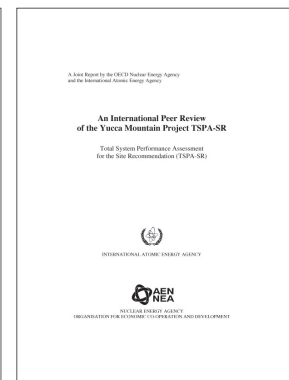 A Joint Report by the OECD Nuclear Energy Agency
and the International Atomic Energy Agency
An International Peer Review
of the Yucca Mountain Project TSPA-SR
Total System Performance Assessment
for the Site Recommendation (TSPA-SR)
INTERNATIONAL ATOMIC ENERGY AGENCY
AEN
NEA
NUCLEAR ENERGY AGENCY
ORGANISATION FOR ECONOMIC CO-OPERATION AND DEVELOPMENT